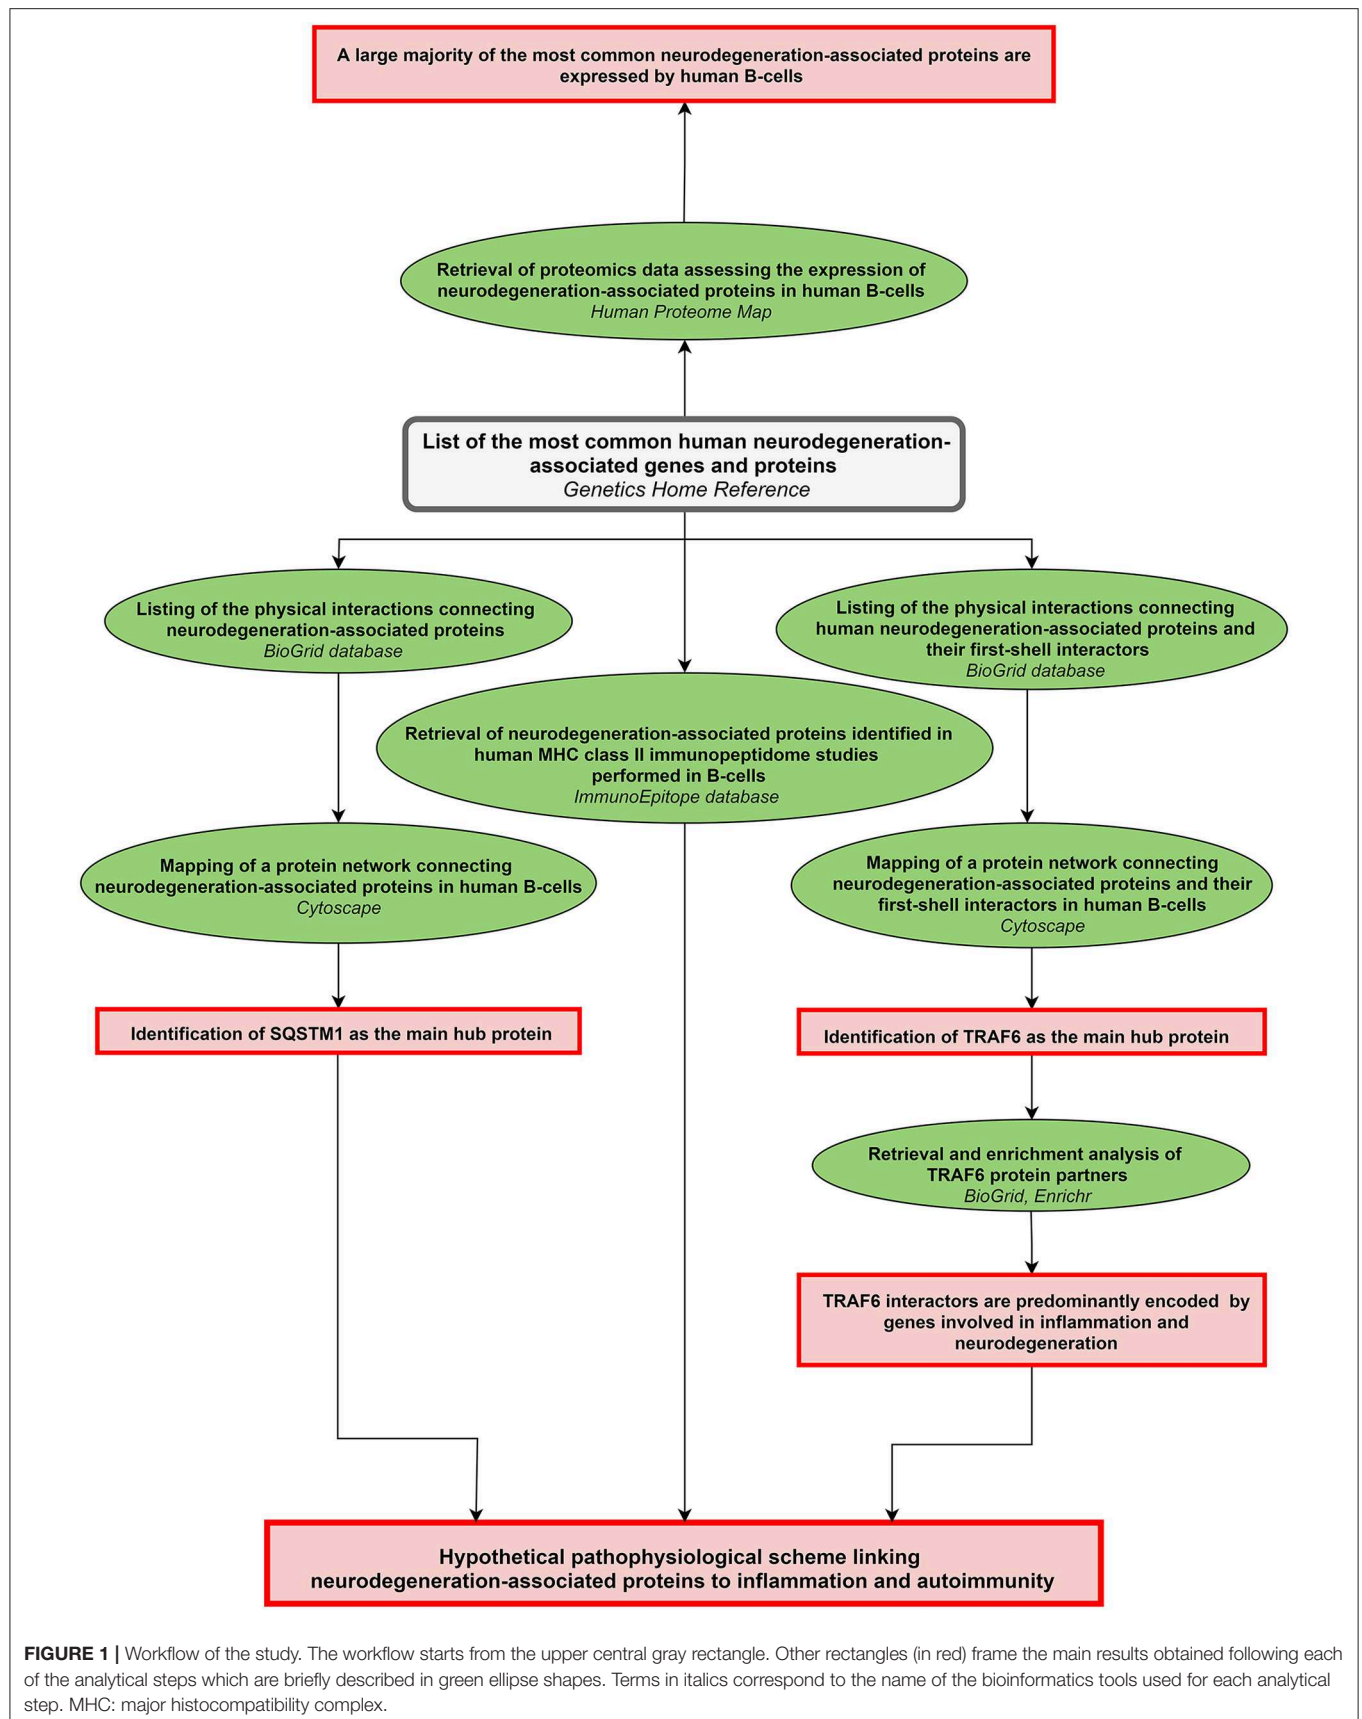 A large majority of the most common neurodegeneration-associated proteins are
expressed by human B-cells
Retrieval of proteomics data assessing the expression of
neurodegeneration-associated proteins in human B-cells
Human Proteome Map
List of the most common human neurodegeneration-
associated genes and proteins
Genetics Home Reference
Listing of the physical interactions connecting
neurodegeneration-associated proteins
BioGrid database
Listing of the physical interactions connecting
human neurodegeneration-associated proteins and
their first-shell interactors
BioGrid database
Retrieval of neurodegeneration-associated proteins identified in
human MHC class II immunopeptidome studies
performed in B-cells
ImmunoEpitope database
Mapping of a protein network connecting
neurodegeneration-associated proteins in human B-cells
Cytoscape
Mapping of a protein network connecting
neurodegeneration-associated proteins and their
first-shell interactors in human B-cells
Cytoscape
Identification of SQSTM1 as the main hub protein
Identification of TRAF6 as the main hub protein
Retrieval and enrichment analysis of
TRAF6 protein partners
BioGrid, Enrichr
TRAF6 interactors are predominantly encoded by
genes involved in inflammation and
neurodegeneration
Hypothetical pathophysiological scheme linking
neurodegeneration-associated proteins to inflammation and autoimmunity
FIGURE 1 | Workflow of the study. The workflow starts from the upper central gray rectangle. Other rectangles (in red) frame the main results obtained following each
of the analytical steps which are briefly described in green ellipse shapes. Terms in italics correspond to the name of the bioinformatics tools used for each analytical
step. MHC: major histocompatibility complex.